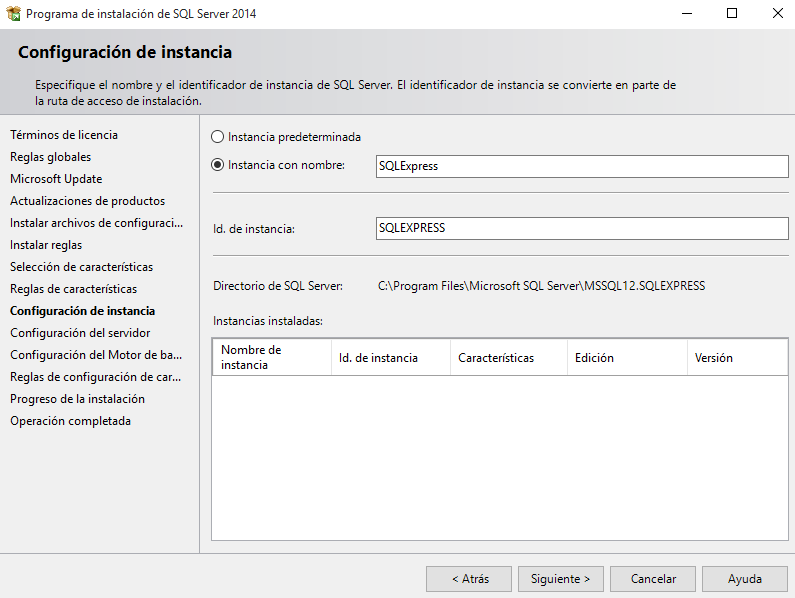 Programa de instalación de SQL Server 2014
Configuración de instancia
Especifique el nombre y el identificador de instancia de SQL Server. El identificador de instancia se convierte en parte de
la ruta de acceso de instalación.
Términos de licencia
Reglas globales
Microsoft Update
Actualizaciones de productos
Instalar archivos de configuraci...
Instalar reglas
Selección de características
Reglas de características
Configuración de instancia
Configuración del servidor
Configuración del Motor de ba...
Reglas de configuración de car...
Progreso de la instalación
Operación completada
Instancia predeterminada
Instancia con nombre: SQLExpress
Id. de instancia: SQLEXPRESS
Directorio de SQL Server: C:\Program Files\Microsoft SQL Server\MSSQL12.SQLEXPRESS
Instancias instaladas:
Nombre de
instancia
Id. de instancia
Características
Edición
Versión
< Atrás
Siguiente >
Cancelar
Ayuda